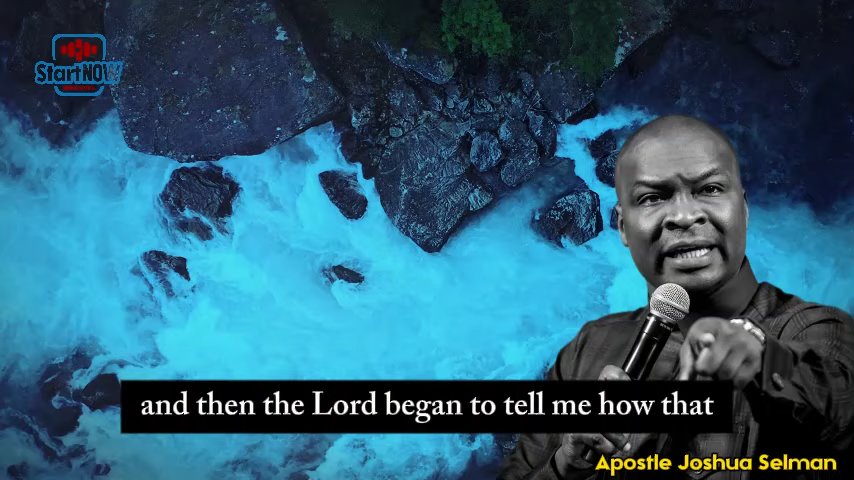 StartNOW
and then the Lord began to tell me how that
Apostle Joshua Selman